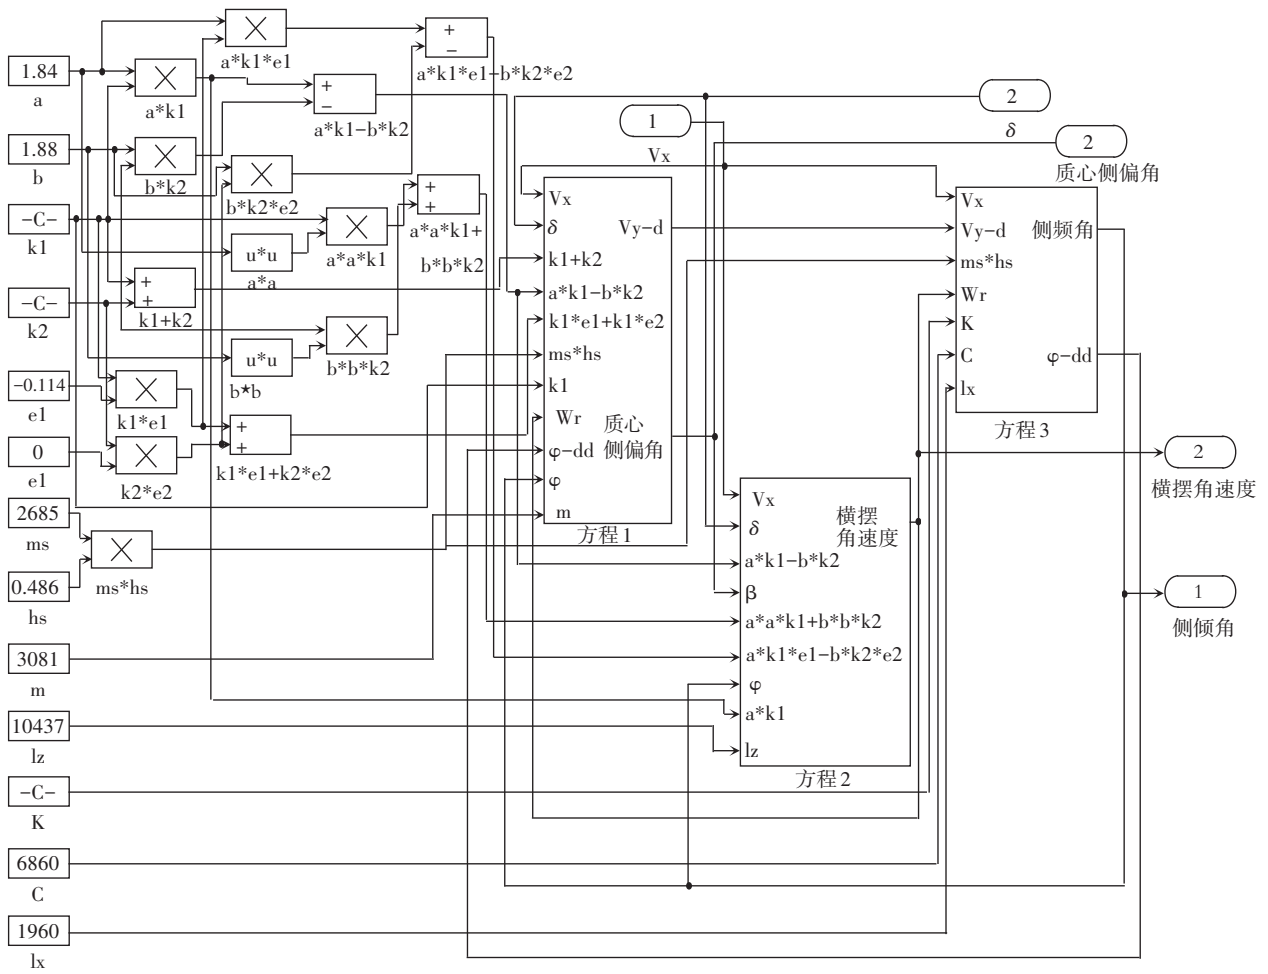 1.84
a
1.88
b
-C-
k1
-C-
k2
-0.114
e1
0
e1
2685
ms
0.486
hs
3081
m
10437
lz
-C-
K
6860
C
1960
lx
a*k1*e1
a*k1
b*k2
b*k2*e2
u*u
a*a
+
+
k1+k2
u*u
b★b
k1*e1
k2*e2
+
+
k1*e1+k2*e2
ms*hs
+
-
a*k1*e1-b*k2*e2
+
-
a*k1-b*k2
a*a*k1
+
+
a*a*k1+
b*b*k2
b*b*k2
1
Vx
2
δ
2
质心侧偏角
Vx
δ
k1+k2
a*k1-b*k2
k1*e1+k1*e2
ms*hs
k1
Wr
φ-dd
φ
m
Vy-d
质心
侧偏角
方程1
Vx
δ
a*k1-b*k2
β
a*a*k1+b*b*k2
a*k1*e1-b*k2*e2
φ
a*k1
lz
横摆
角速度
方程2
Vx
Vy-d
ms*hs
Wr
K
C
lx
侧频角
φ-dd
方程3
2
横摆角速度
1
侧倾角